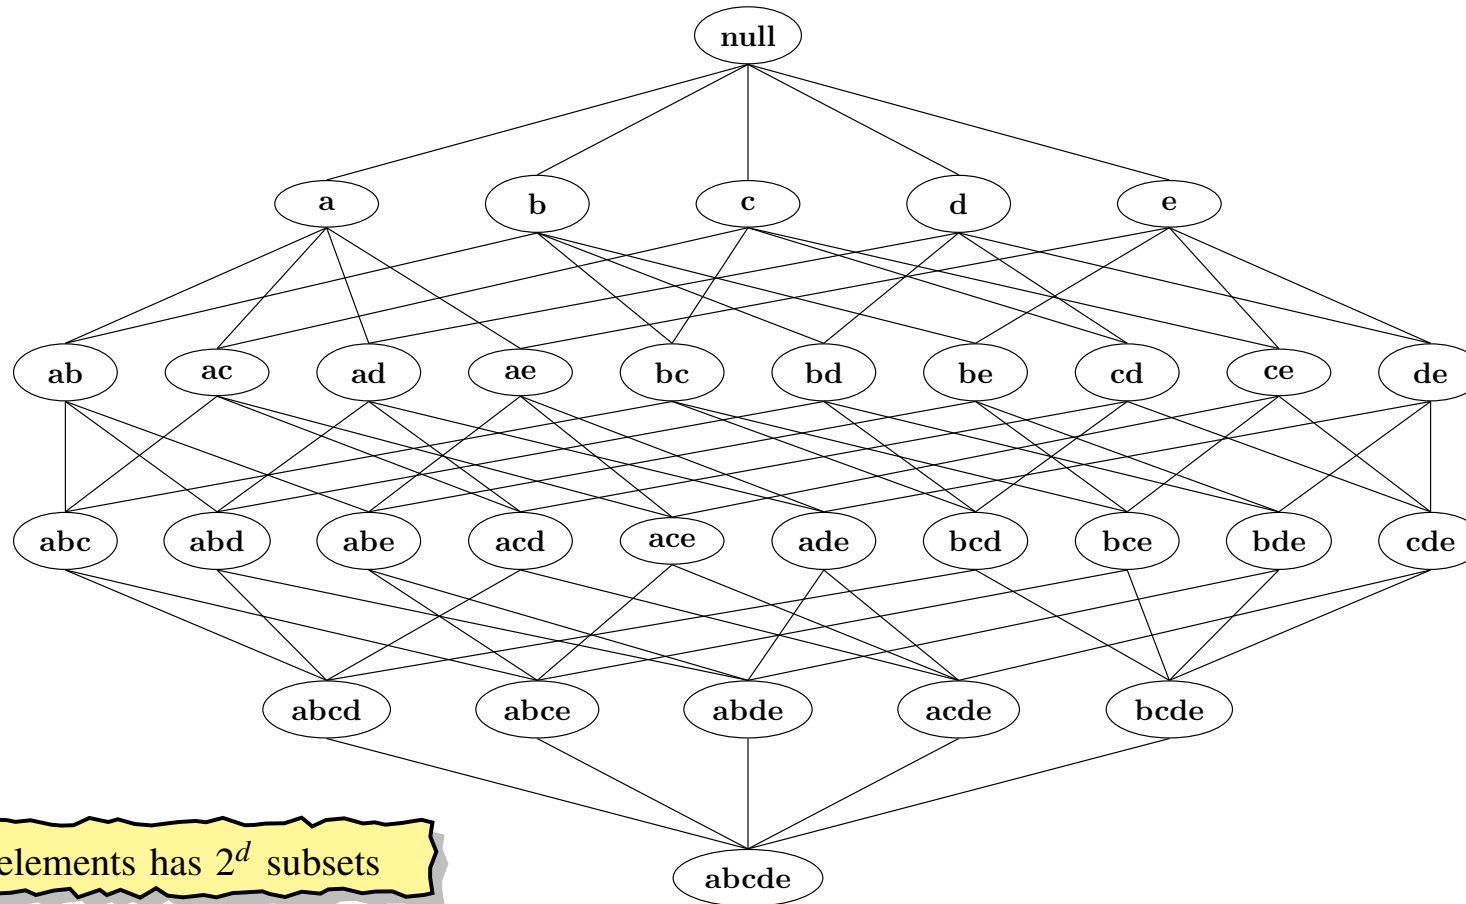 null
a b c d e
ab ac ad ae bc bd be cd ce de
abc abd abe acd ace ade bcd bce bde cde
abcd abce abde acde bcde
elements has 2^d subsets
abcde